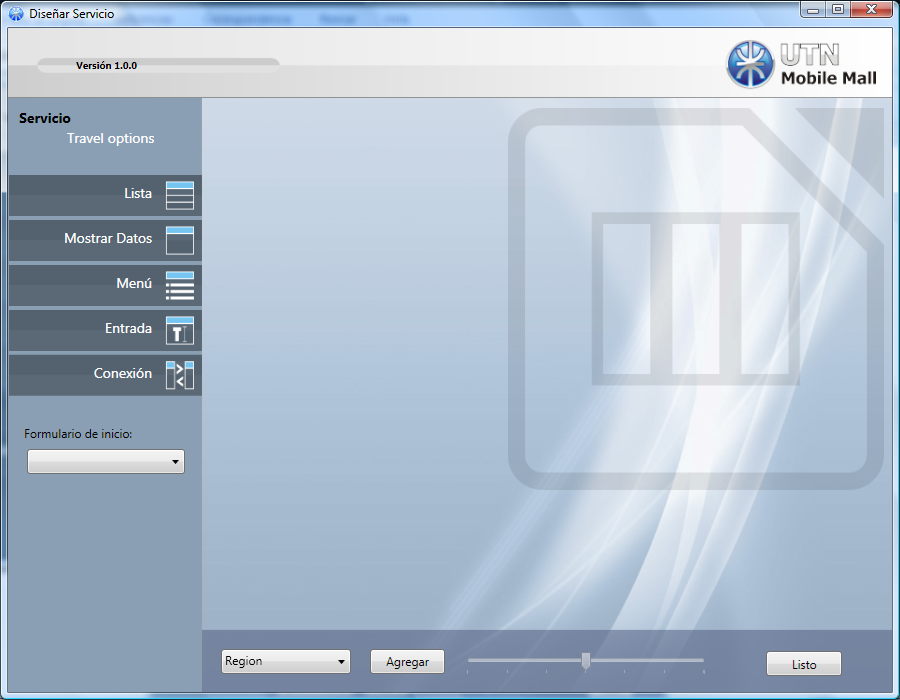 Diseñar Servicio
Versión 1.0.0
UTN
Mobile Mall
Servicio
Travel options
Lista
Mostrar Datos
Menú
Entrada
Conexión
Formulario de inicio:
Region
Agregar
Listo